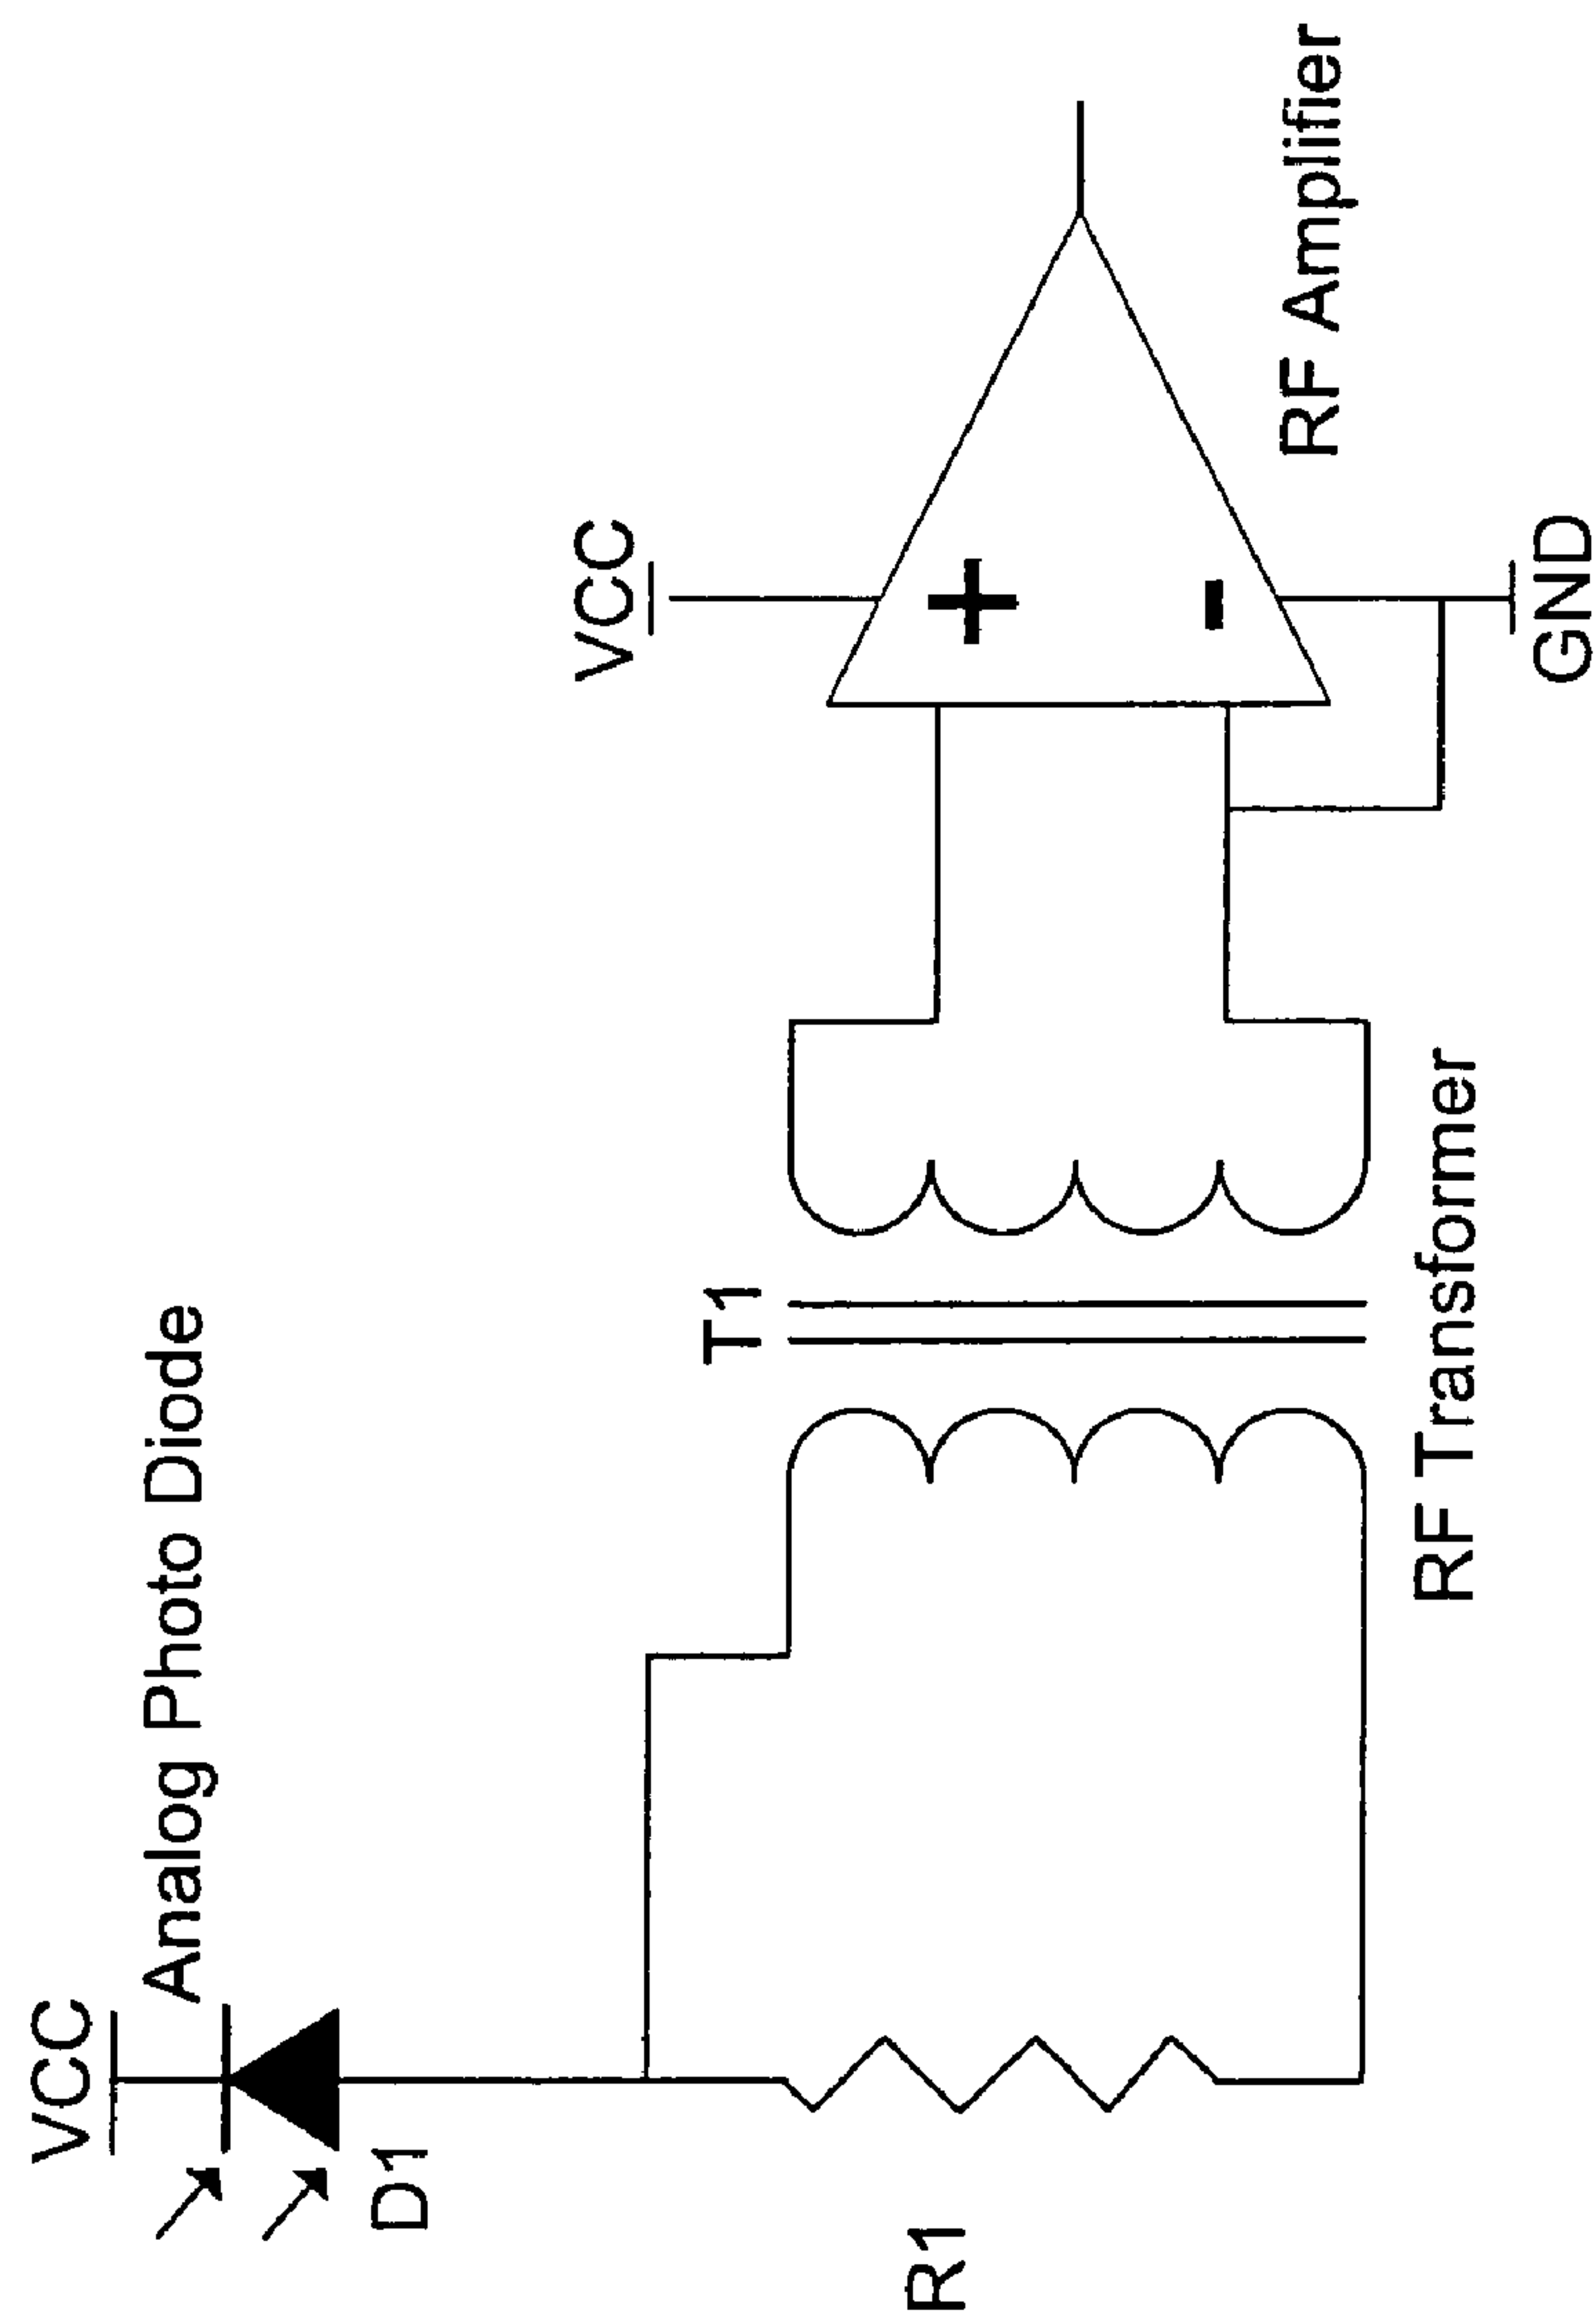 VCC
Analog Photo Diode
D1
R1
T1
RF Transformer
VCC
+
-
GND
RF Amplifier